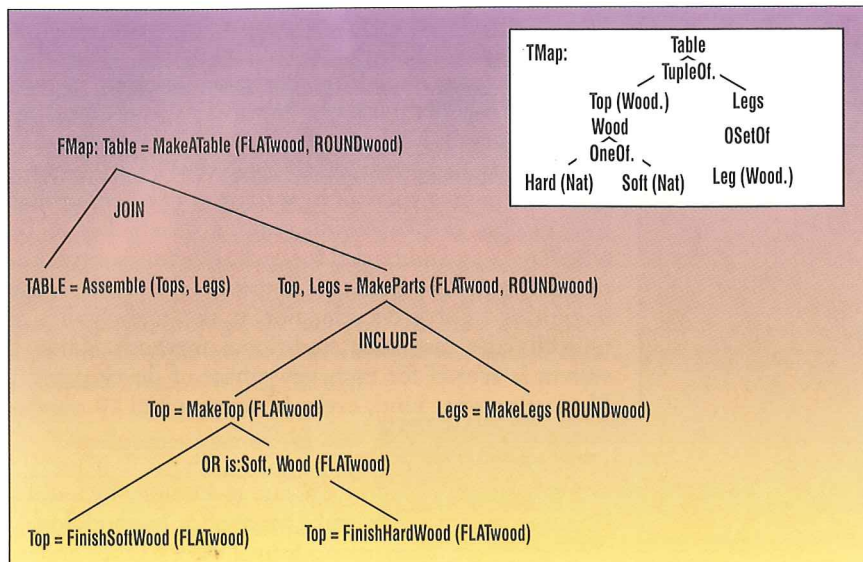 TMap:
Table
TupleOf.
Top (Wood.)
Legs
Wood
OSetOf
OneOf.
Hard (Nat)
Soft (Nat)
Leg (Wood.)
FMap: Table = MakeATable (FLATwood, ROUNDwood)
JOIN
TABLE = Assemble (Tops, Legs)
Top, Legs = MakeParts (FLATwood, ROUNDwood)
INCLUDE
Top = MakeTop (FLATwood)
Legs = MakeLegs (ROUNDwood)
OR is:Soft, Wood (FLATwood)
Top = FinishSoftWood (FLATwood)
Top = FinishHardWood (FLATwood)